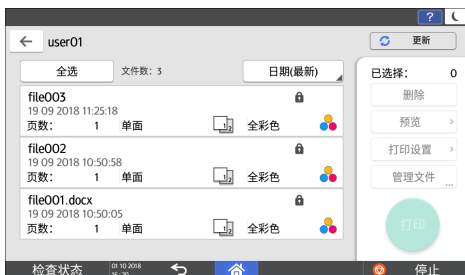 ?
user01
更新
全选 文件数: 3 日期(最新)
已选择: 0
file003
19 09 2018 11:25:18
页数: 1 单面 全彩色
file002
19 09 2018 10:50:58
页数: 1 单面 全彩色
file001.docx
19 09 2018 10:50:05
页数: 1 单面 全彩色
删除
预览
打印设置
管理文件
...
打印
检查状态
01 10 2018
停止